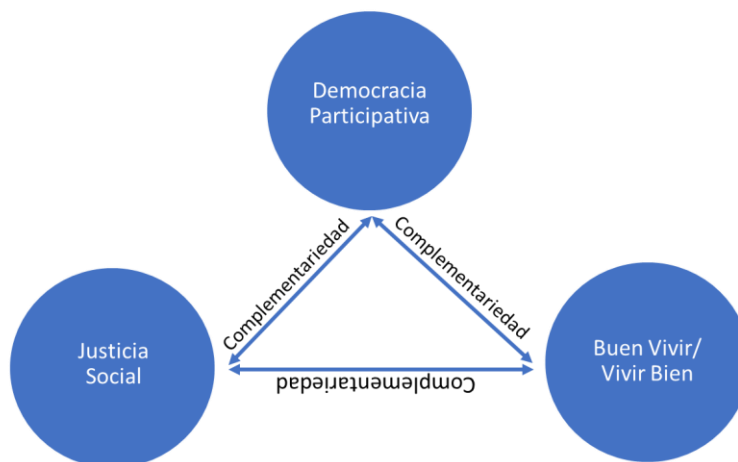 Democracia
Participativa
Complementariedad
Complementariedad
Justicia
Social
Buen Vivir/
Vivir Bien
Complementariedad